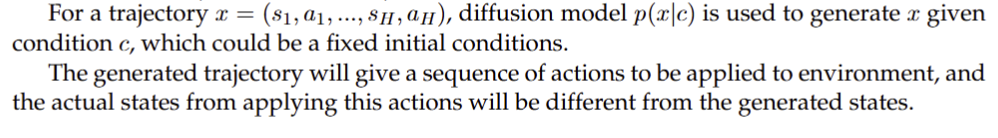 For a trajectory x = (s₁, a₁, ..., s_H, a_H), diffusion model p(x|c) is used to generate x given
condition c, which could be a fixed initial conditions.
The generated trajectory will give a sequence of actions to be applied to environment, and
the actual states from applying this actions will be different from the generated states.